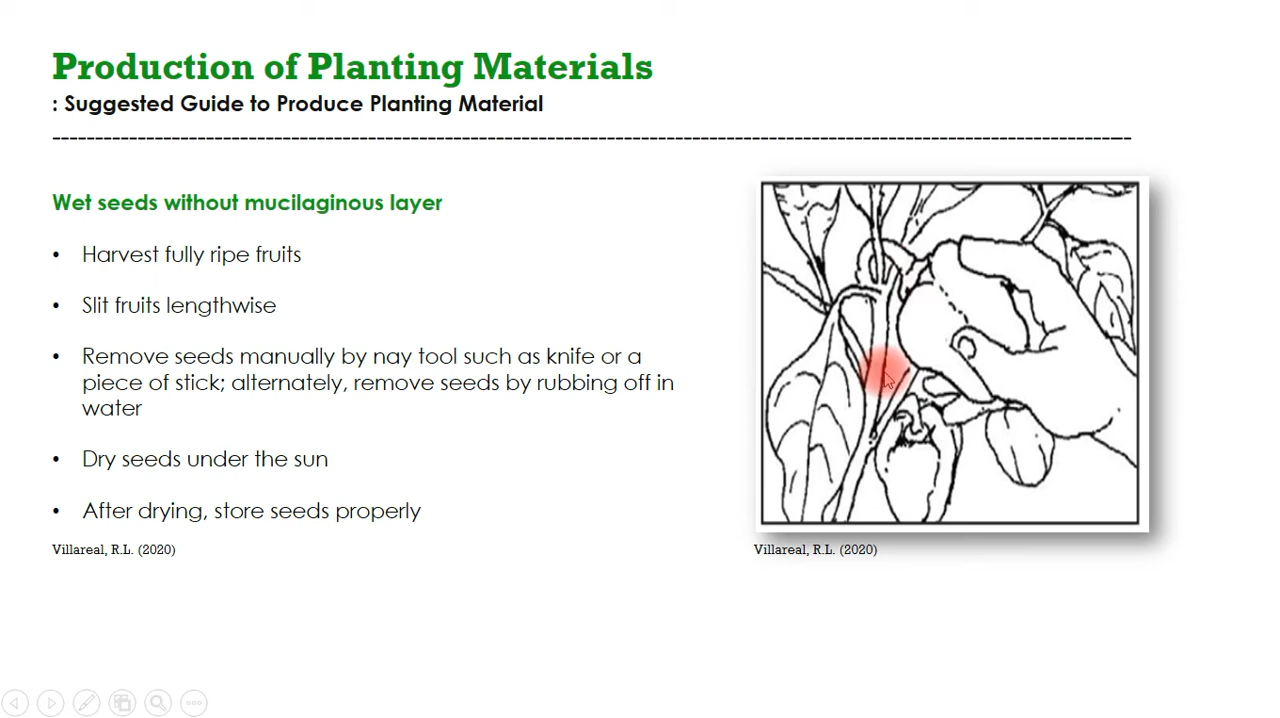 Production of Planting Materials
: Suggested Guide to Produce Planting Material
Wet seeds without mucilaginous layer
• Harvest fully ripe fruits
• Slit fruits lengthwise
• Remove seeds manually by nay tool such as knife or a
piece of stick; alternately, remove seeds by rubbing off in
water
• Dry seeds under the sun
• After drying, store seeds properly
Villareal, R.L. (2020)
Villareal, R.L. (2020)